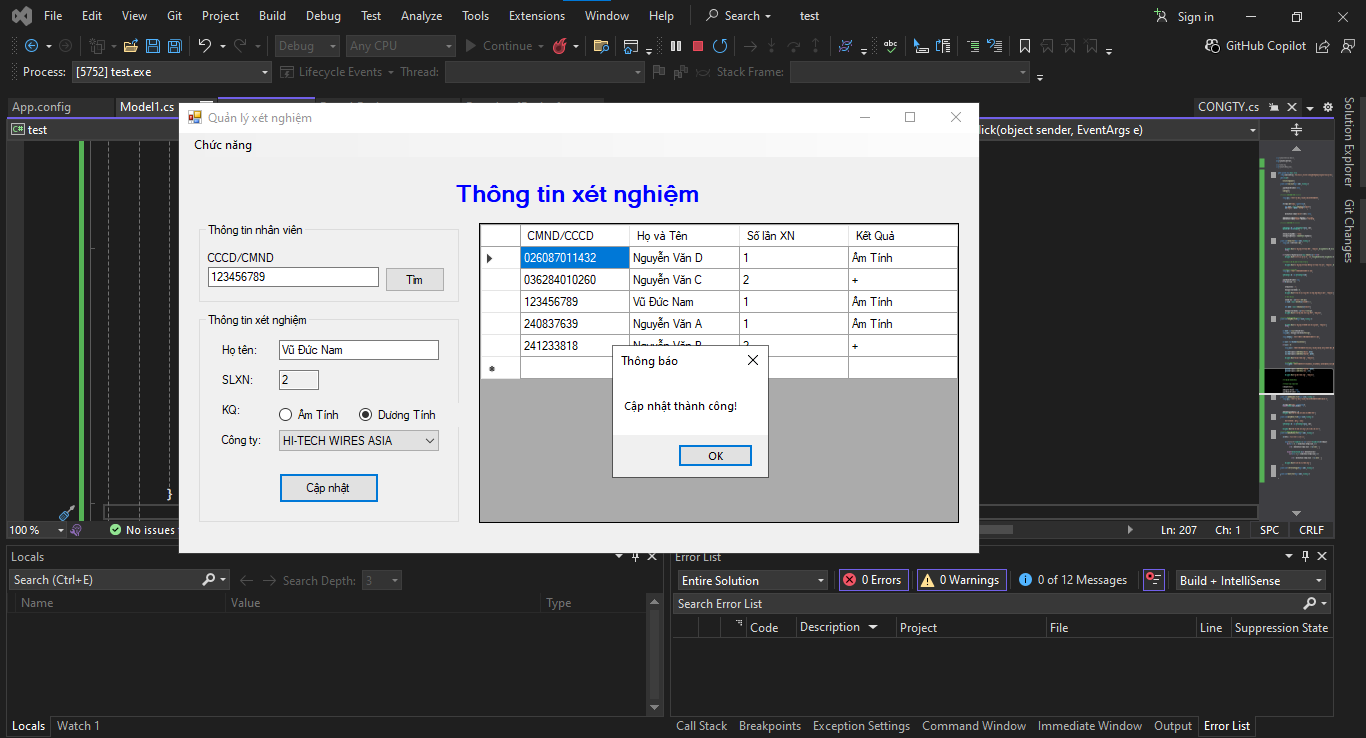 File Edit View Git Project Build Debug Test Analyze Tools Extensions Window Help Search test Sign in
Debug Any CPU Continue GitHub Copilot
Process: [5752] test.exe Lifecycle Events Thread: Stack Frame:
App.config Model1.cs CONGTY.cs
test lick(object sender, EventArgs e)
Quản lý xét nghiệm
Chức năng
Thông tin xét nghiệm
Thông tin nhân viên
CCCD/CMND
123456789 Tìm
Thông tin xét nghiệm
Họ tên: Vũ Đức Nam
SLXN: 2
KQ: Âm Tính Dương Tính
Công ty: HI-TECH WIRES ASIA
Cập nhật
CMND/CCCD Họ và Tên Số lần XN Kết Quả
026087011432 Nguyễn Văn D 1 Âm Tính
036284010260 Nguyễn Văn C 2 +
123456789 Vũ Đức Nam 1 Âm Tính
240837639 Nguyễn Văn A 1 Âm Tính
241233818 +
Thông báo
Cập nhật thành công!
OK
}
100 % No issues Ln: 207 Ch: 1 SPC CRLF
Solution Explorer
Git Changes
Locals
Search (Ctrl+E) Search Depth: 3
Name Value Type
Locals Watch 1
Error List
Entire Solution 0 Errors 0 Warnings 0 of 12 Messages Build + IntelliSense
Search Error List
Code Description Project File Line Suppression State
Call Stack Breakpoints Exception Settings Command Window Immediate Window Output Error List